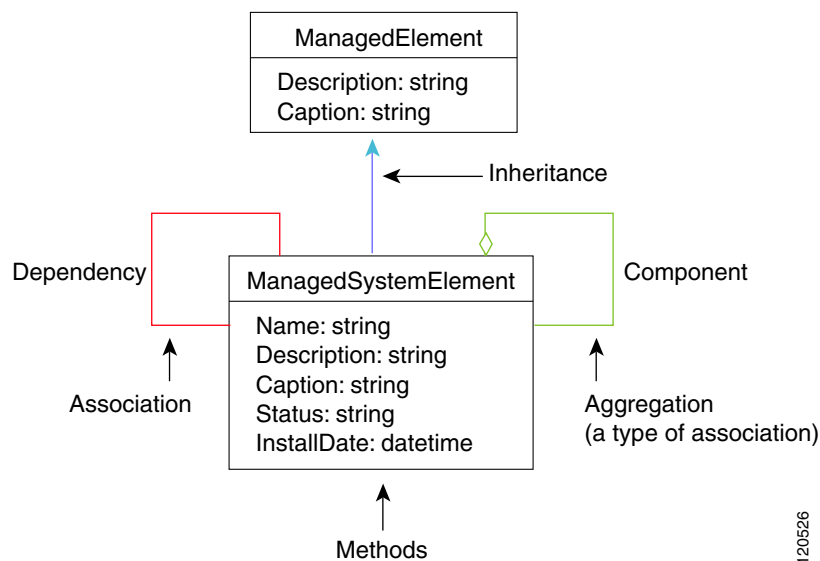 ManagedElement
Description: string
Caption: string
Inheritance
Dependency
ManagedSystemElement
Component
Name: string
Description: string
Caption: string
Status: string
InstallDate: datetime
Association
Aggregation
(a type of association)
Methods
120526